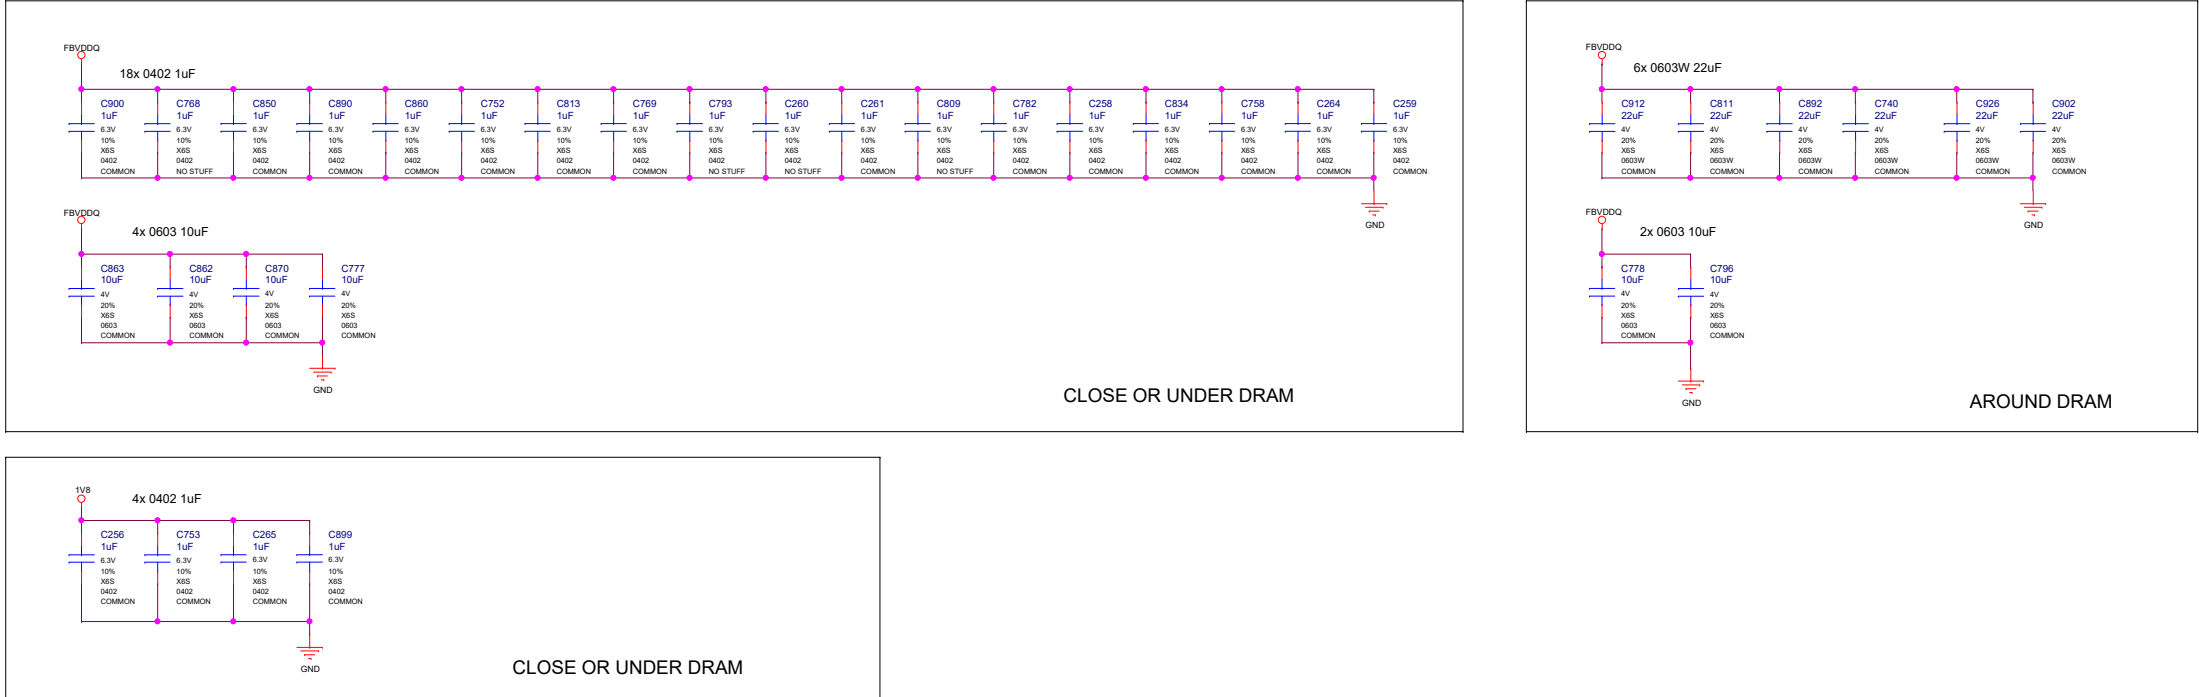 FBVDDQ
18x 0402 1uF
C900 C768 C850 C890 C860 C752 C813 C769 C793 C260 C261 C809 C782 C258 C834 C758 C264 C259
1uF 1uF 1uF 1uF 1uF 1uF 1uF 1uF 1uF 1uF 1uF 1uF 1uF 1uF 1uF 1uF 1uF 1uF
6.3V 6.3V 6.3V 6.3V 6.3V 6.3V 6.3V 6.3V 6.3V 6.3V 6.3V 6.3V 6.3V 6.3V 6.3V 6.3V 6.3V 6.3V
10% 10% 10% 10% 10% 10% 10% 10% 10% 10% 10% 10% 10% 10% 10% 10% 10% 10%
X6S X6S X6S X6S X6S X6S X6S X6S X6S X6S X6S X6S X6S X6S X6S X6S X6S X6S
0402 0402 0402 0402 0402 0402 0402 0402 0402 0402 0402 0402 0402 0402 0402 0402 0402 0402
COMMON NO STUFF COMMON COMMON COMMON COMMON COMMON COMMON NO STUFF NO STUFF COMMON NO STUFF COMMON COMMON COMMON COMMON COMMON COMMON
GND
FBVDDQ
4x 0603 10uF
C863 C862 C870 C777
10uF 10uF 10uF 10uF
4V 4V 4V 4V
20% 20% 20% 20%
X6S X6S X6S X6S
0603 0603 0603 0603
COMMON COMMON COMMON COMMON
GND
CLOSE OR UNDER DRAM
FBVDDQ
6x 0603W 22uF
C912 C811 C892 C740 C926 C902
22uF 22uF 22uF 22uF 22uF 22uF
4V 4V 4V 4V 4V 4V
20% 20% 20% 20% 20% 20%
X6S X6S X6S X6S X6S X6S
0603W 0603W 0603W 0603W 0603W 0603W
COMMON COMMON COMMON COMMON COMMON COMMON
GND
FBVDDQ
2x 0603 10uF
C778 C796
10uF 10uF
4V 4V
20% 20%
X6S X6S
0603 0603
COMMON COMMON
GND
AROUND DRAM
1V8
4x 0402 1uF
C256 C753 C265 C899
1uF 1uF 1uF 1uF
6.3V 6.3V 6.3V 6.3V
10% 10% 10% 10%
X6S X6S X6S X6S
0402 0402 0402 0402
COMMON COMMON COMMON COMMON
GND
CLOSE OR UNDER DRAM